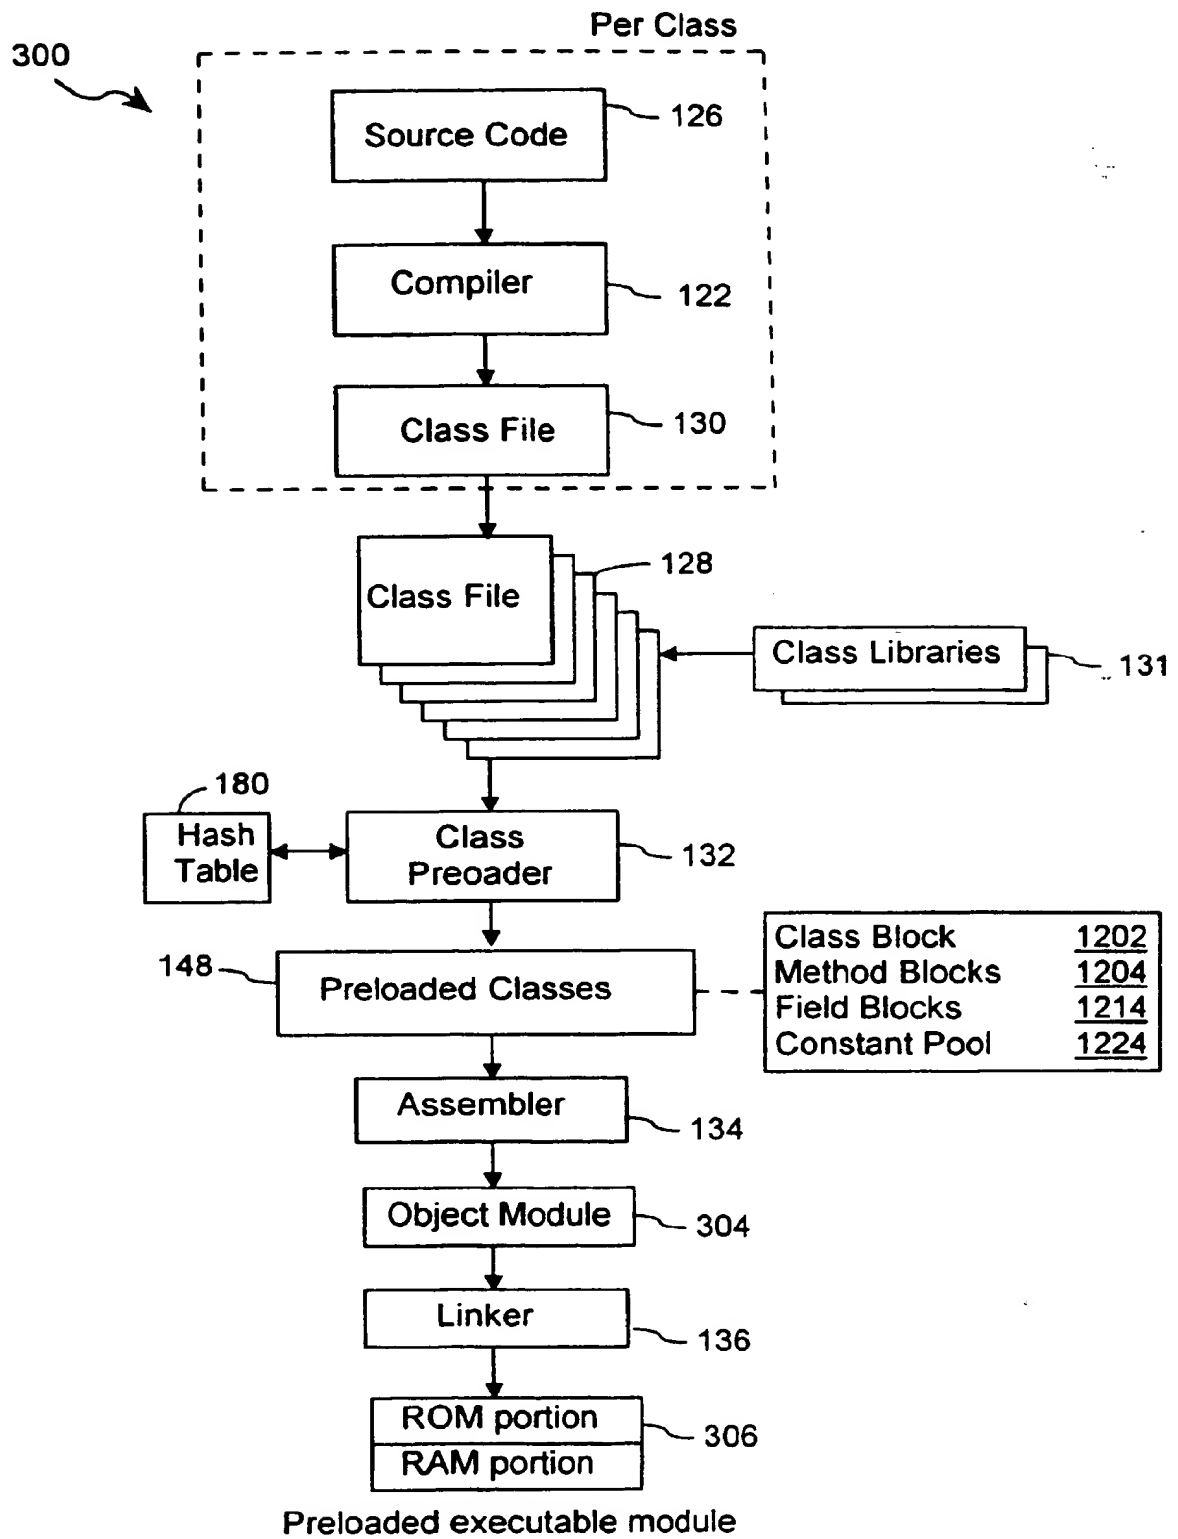 Per Class
300
Source Code
126
Compiler
122
Class File
130
Class File
128
Class Libraries
131
180
Hash
Table
Class
Preoader
132
148
Preloaded Classes
Class Block 1202
Method Blocks 1204
Field Blocks 1214
Constant Pool 1224
Assembler
134
Object Module
304
Linker
136
ROM portion
306
RAM portion
Preloaded executable module